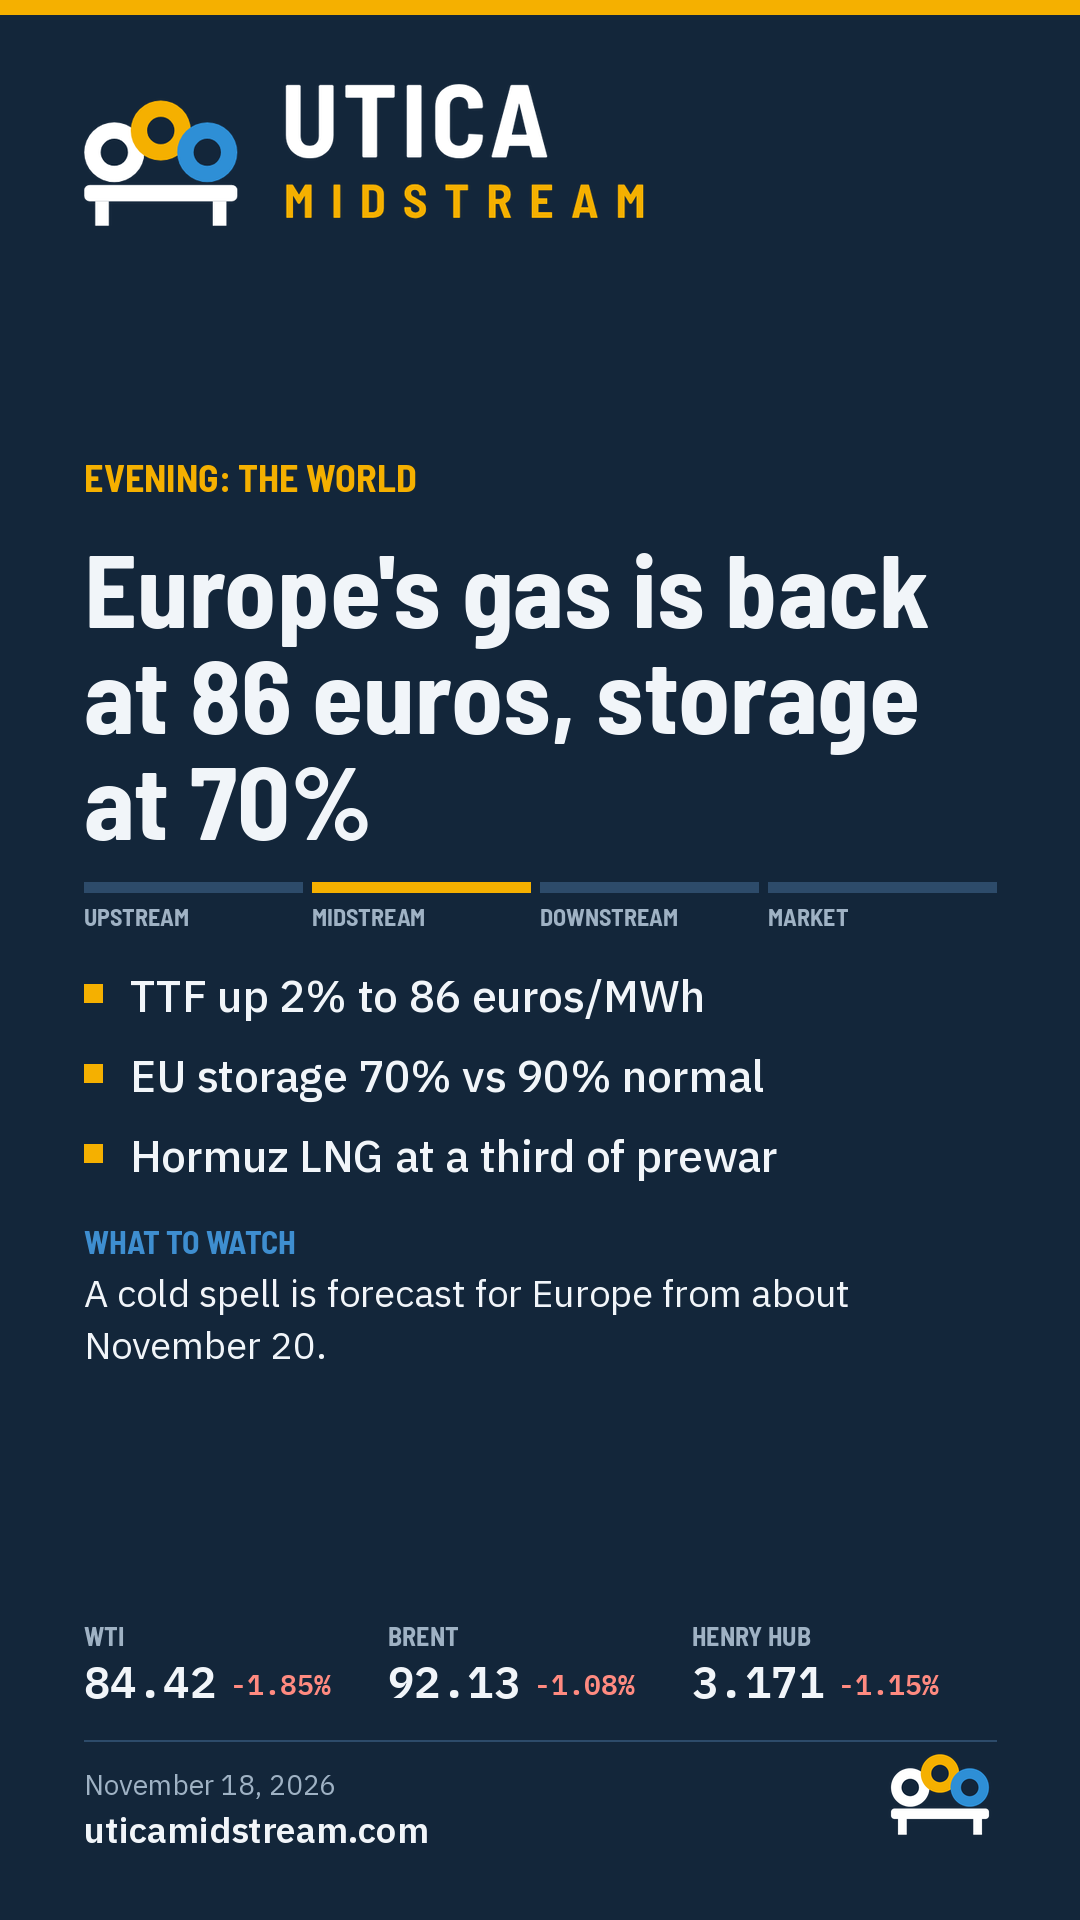 UTICA
MIDSTREAM
EVENING: THE WORLD
Europe's gas is back
at 86 euros, storage
at 70%
UPSTREAM MIDSTREAM DOWNSTREAM MARKET
TTF up 2% to 86 euros/MWh
EU storage 70% vs 90% normal
Hormuz LNG at a third of prewar
WHAT TO WATCH
A cold spell is forecast for Europe from about
November 20.
WTI BRENT HENRY HUB
84.42 -1.85% 92.13 -1.08% 3.171 -1.15%
November 18, 2026
uticamidstream.com